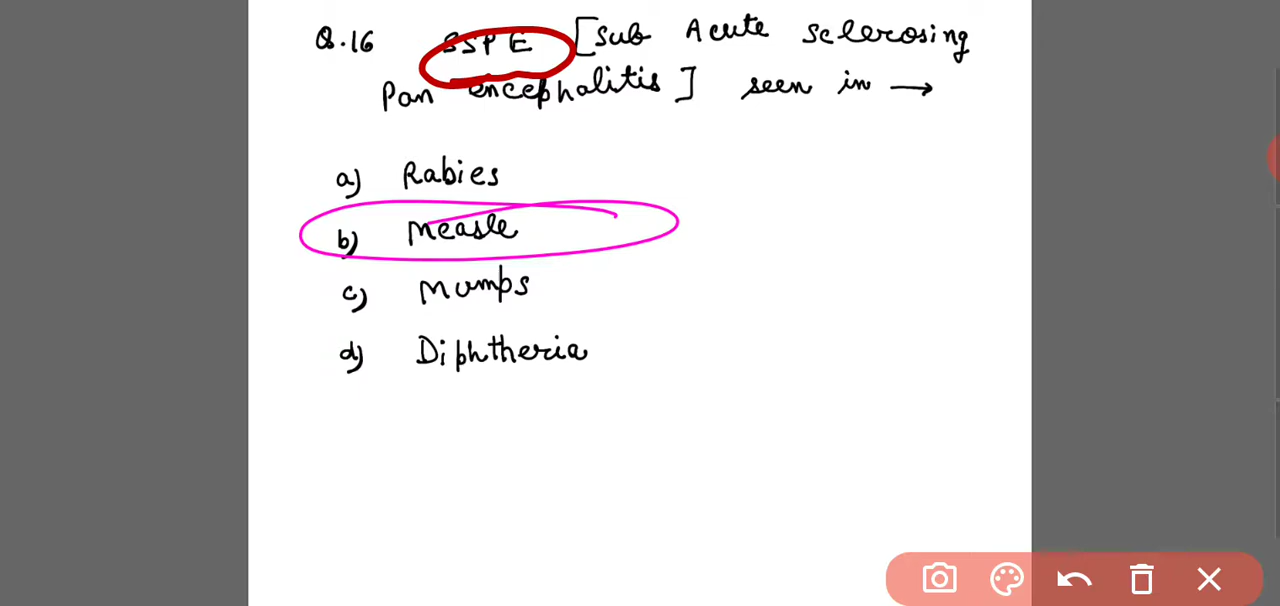 Q.16 SSPE [Sub Acute Sclerosing
Pan encephalitis] seen in →
a) Rabies
b) Measle
c) Mumps
d) Diphtheria